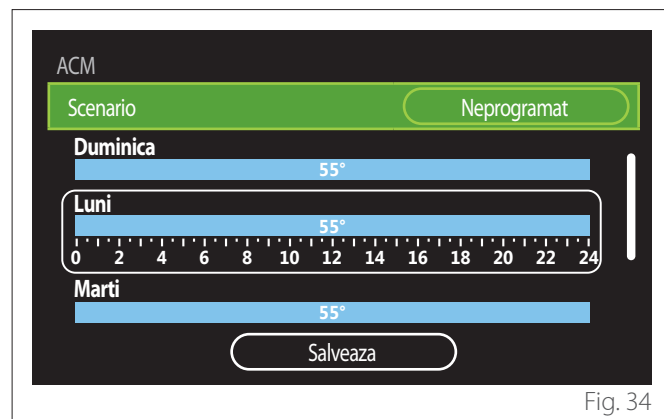 ACM
Scenario Neprogramat
Duminica
55°
Luni
55°
0 2 4 6 8 10 12 14 16 18 20 22 24
Marti
55°
Salveaza
Fig. 34